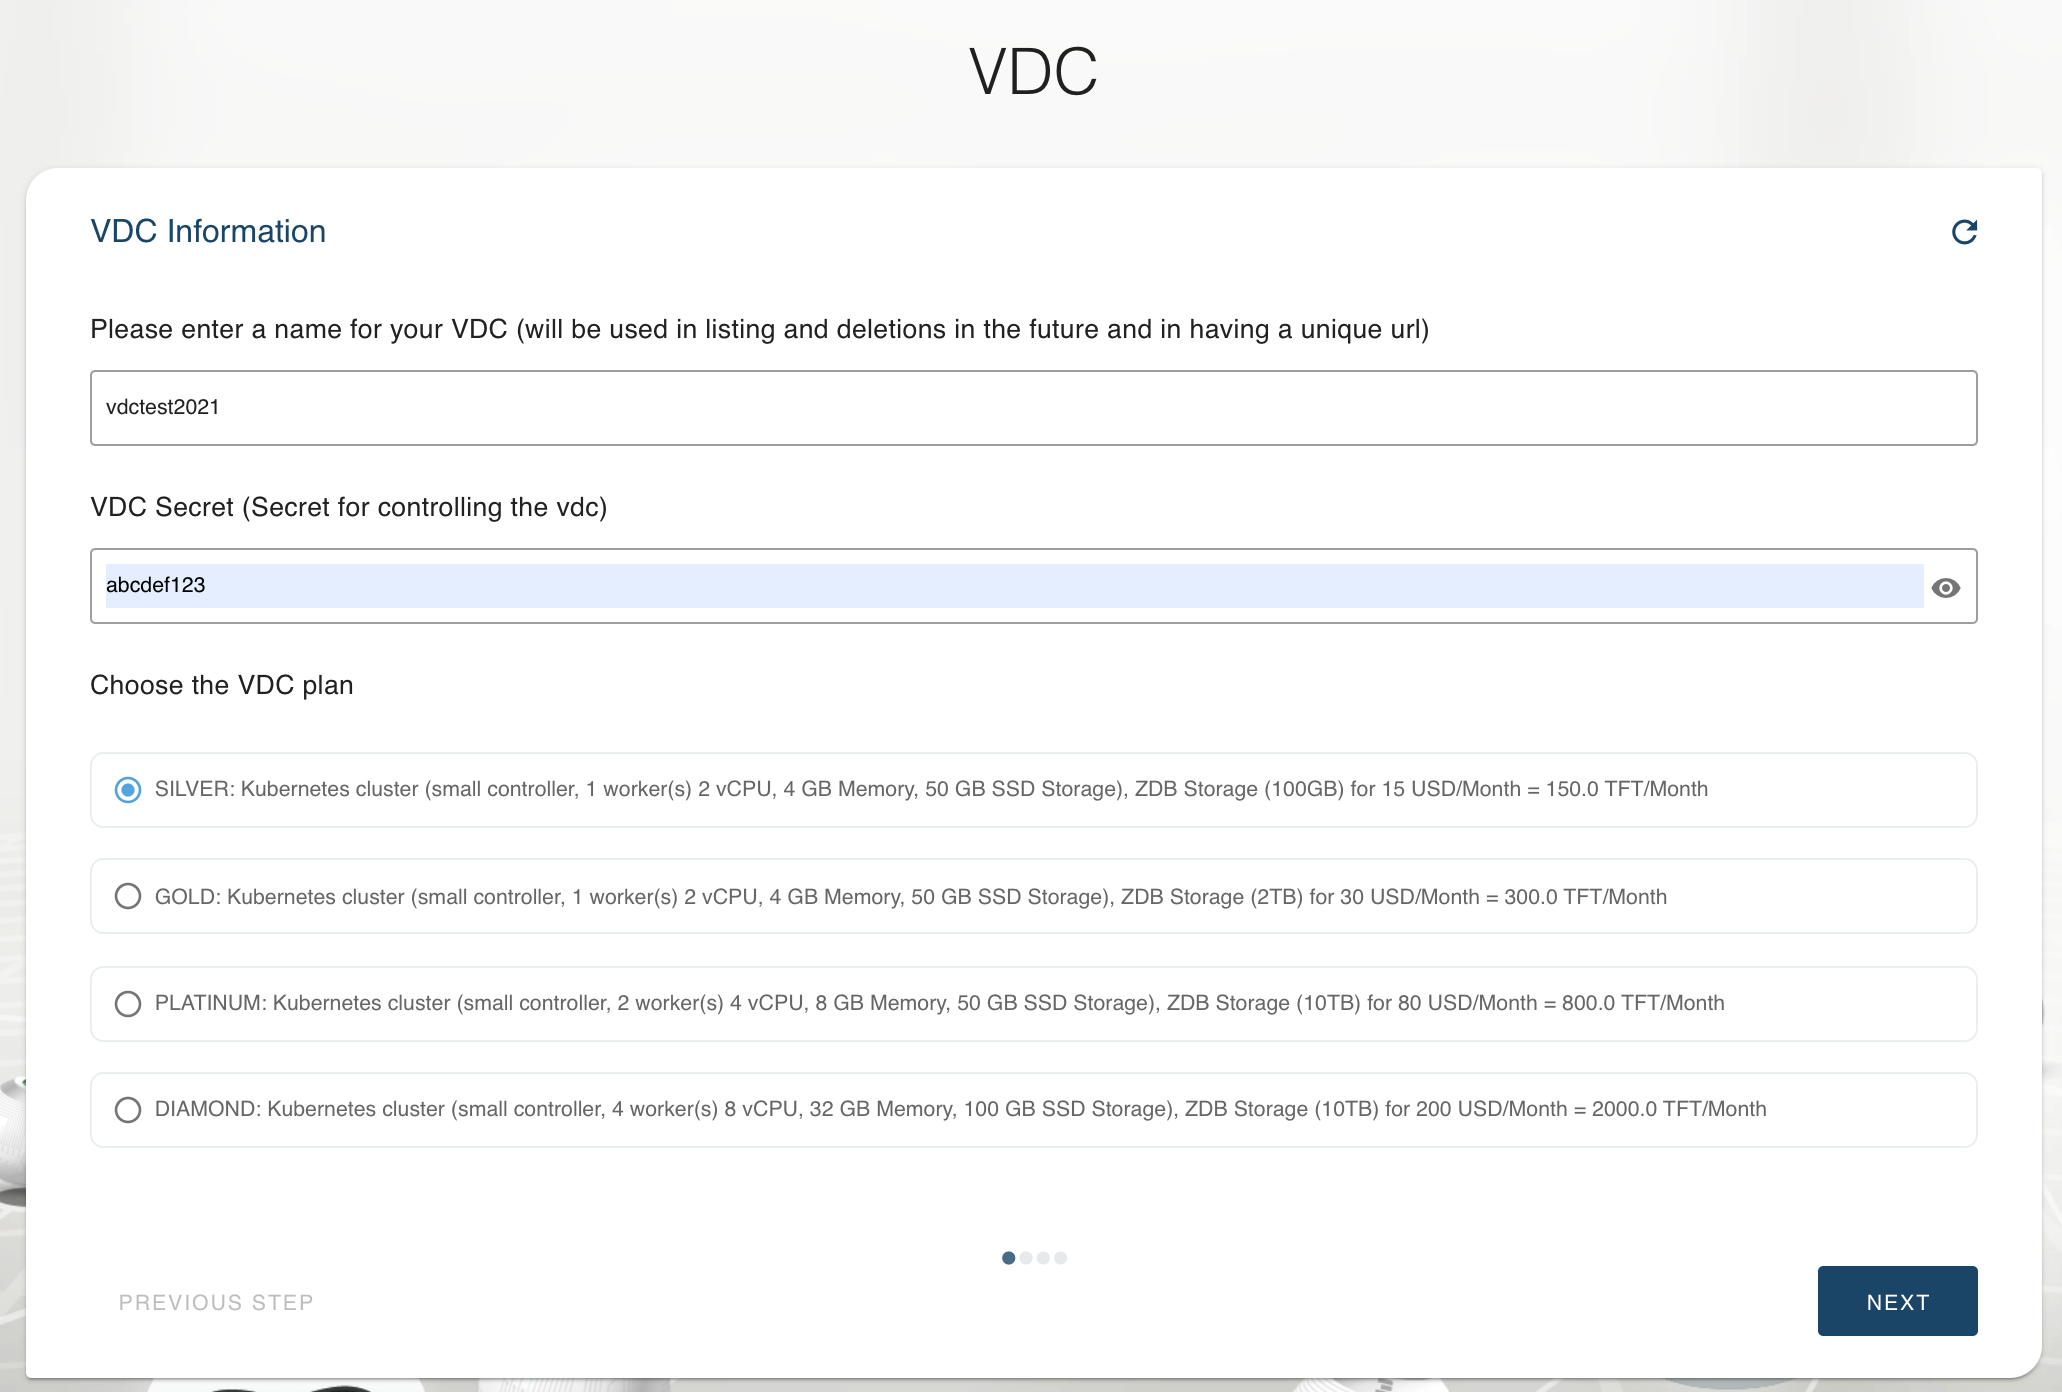 VDC
VDC Information
Please enter a name for your VDC (will be used in listing and deletions in the future and in having a unique url)
vdctest2021
VDC Secret (Secret for controlling the vdc)
abcdef123
Choose the VDC plan
SILVER: Kubernetes cluster (small controller, 1 worker(s) 2 vCPU, 4 GB Memory, 50 GB SSD Storage), ZDB Storage (100GB) for 15 USD/Month = 150.0 TFT/Month
GOLD: Kubernetes cluster (small controller, 1 worker(s) 2 vCPU, 4 GB Memory, 50 GB SSD Storage), ZDB Storage (2TB) for 30 USD/Month = 300.0 TFT/Month
PLATINUM: Kubernetes cluster (small controller, 2 worker(s) 4 vCPU, 8 GB Memory, 50 GB SSD Storage), ZDB Storage (10TB) for 80 USD/Month = 800.0 TFT/Month
DIAMOND: Kubernetes cluster (small controller, 4 worker(s) 8 vCPU, 32 GB Memory, 100 GB SSD Storage), ZDB Storage (10TB) for 200 USD/Month = 2000.0 TFT/Month
PREVIOUS STEP
NEXT